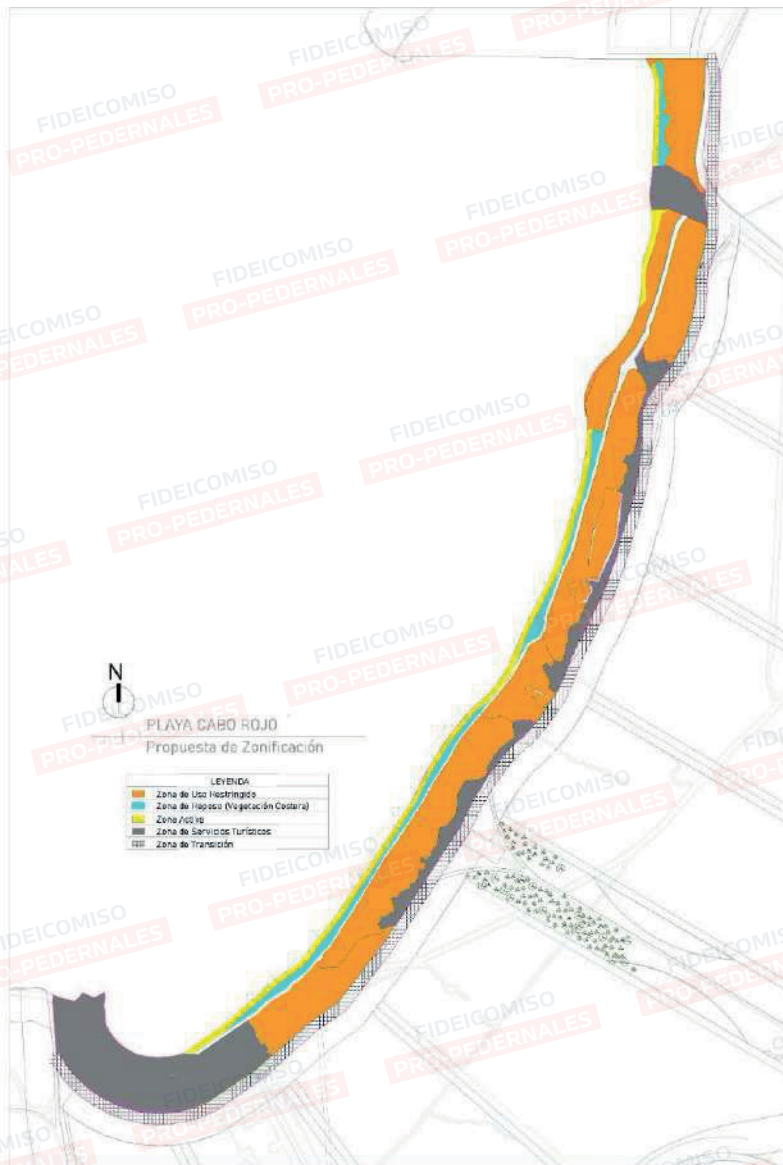 FIDEICOMISO
PRO-PEDERNALES
N
PLAYA CABO ROJO
Propuesta de Zonificación
LEYENDA
Zona de Uso Restringido
Zona de Reposo (Vegetación Costera)
Zona Activa
Zona de Servicios Turísticos
Zona de Transición